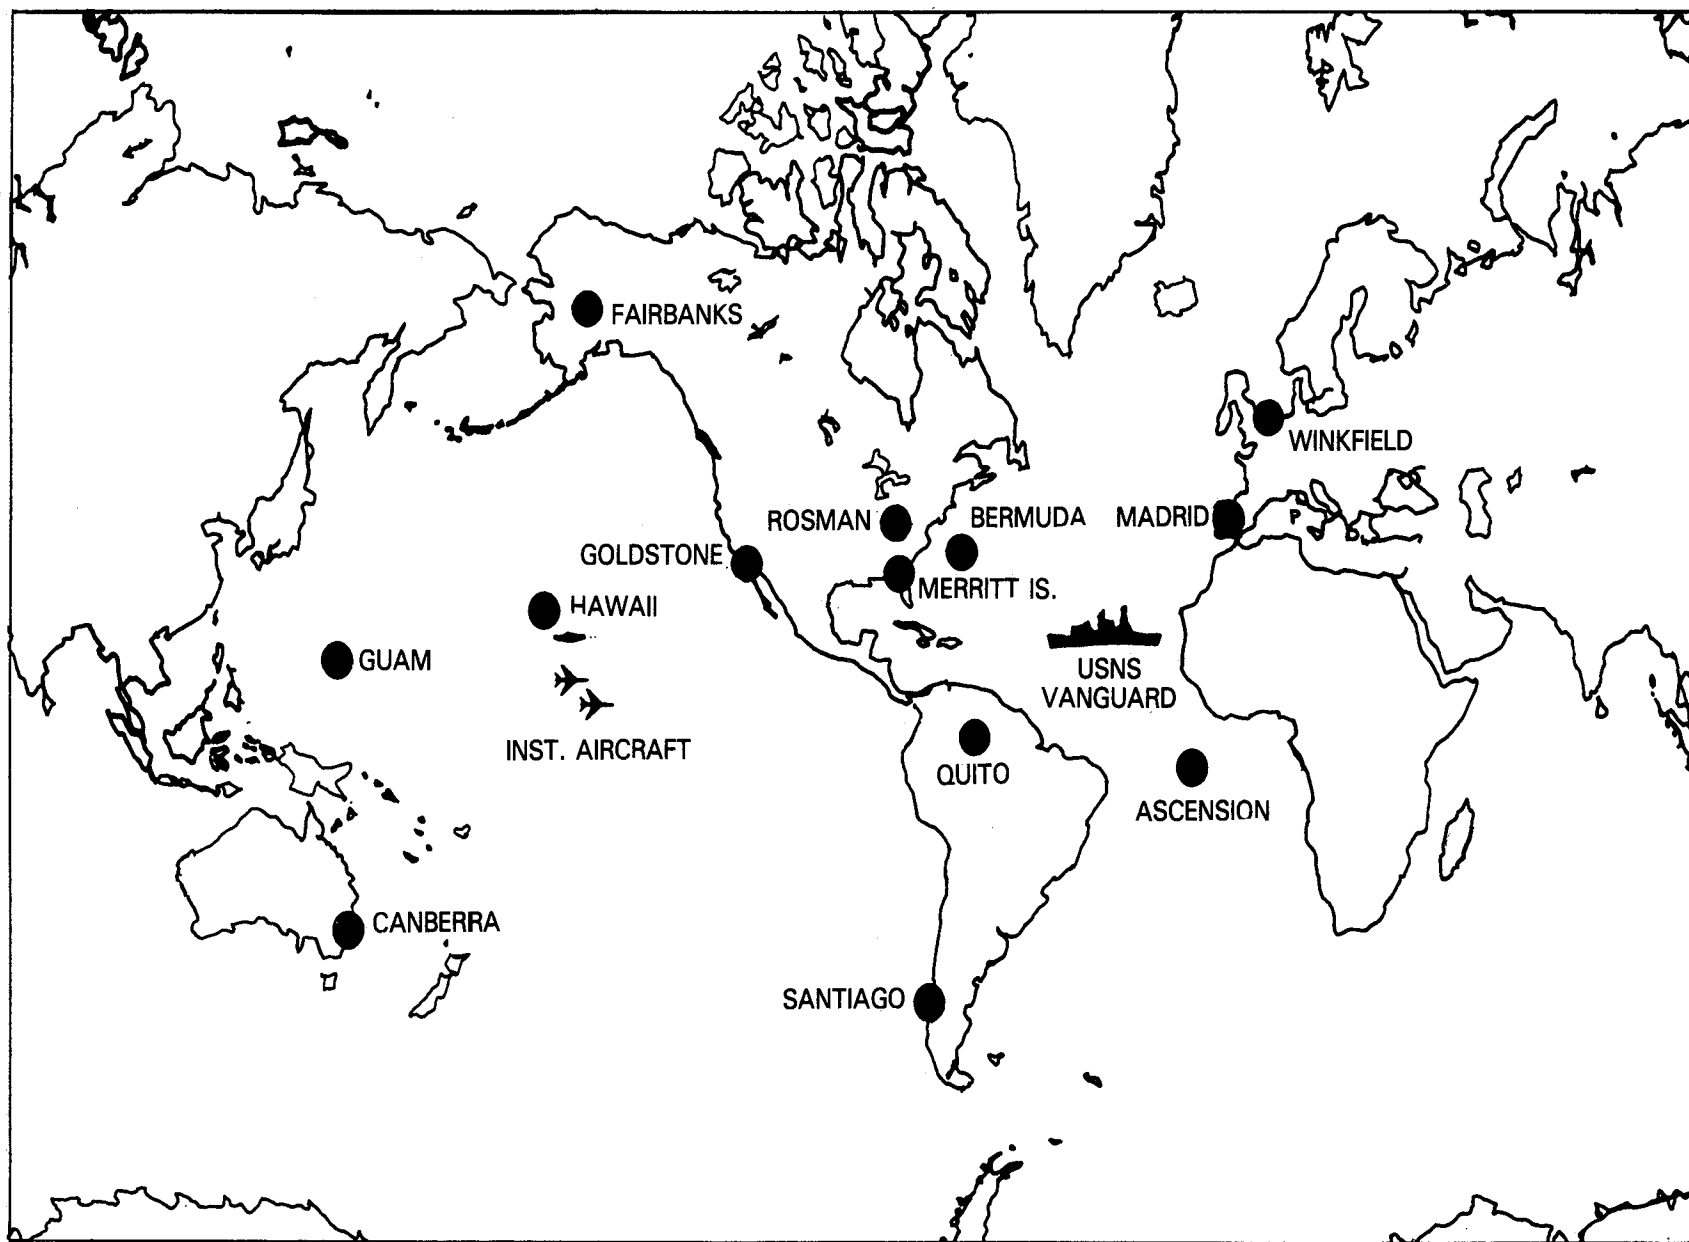 FAIRBANKS
WINKFIELD
ROSMAN
BERMUDA
MADRID
GOLDSTONE
MERRITT IS.
HAWAII
GUAM
USNS
VANGUARD
INST. AIRCRAFT
QUITO
ASCENSION
CANBERRA
SANTIAGO